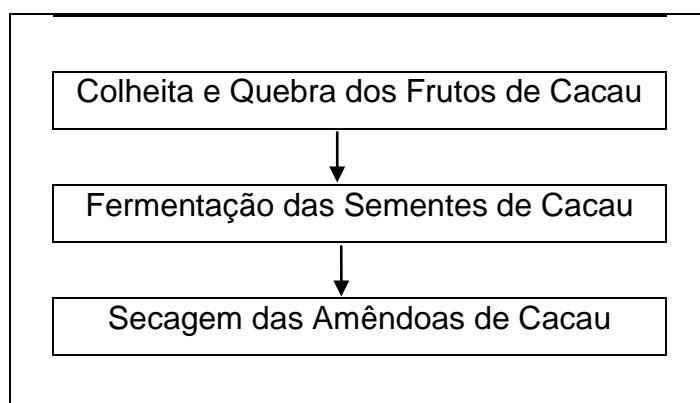 Colheita e Quebra dos Frutos de Cacau
Fermentação das Sementes de Cacau
Secagem das Amêndoas de Cacau